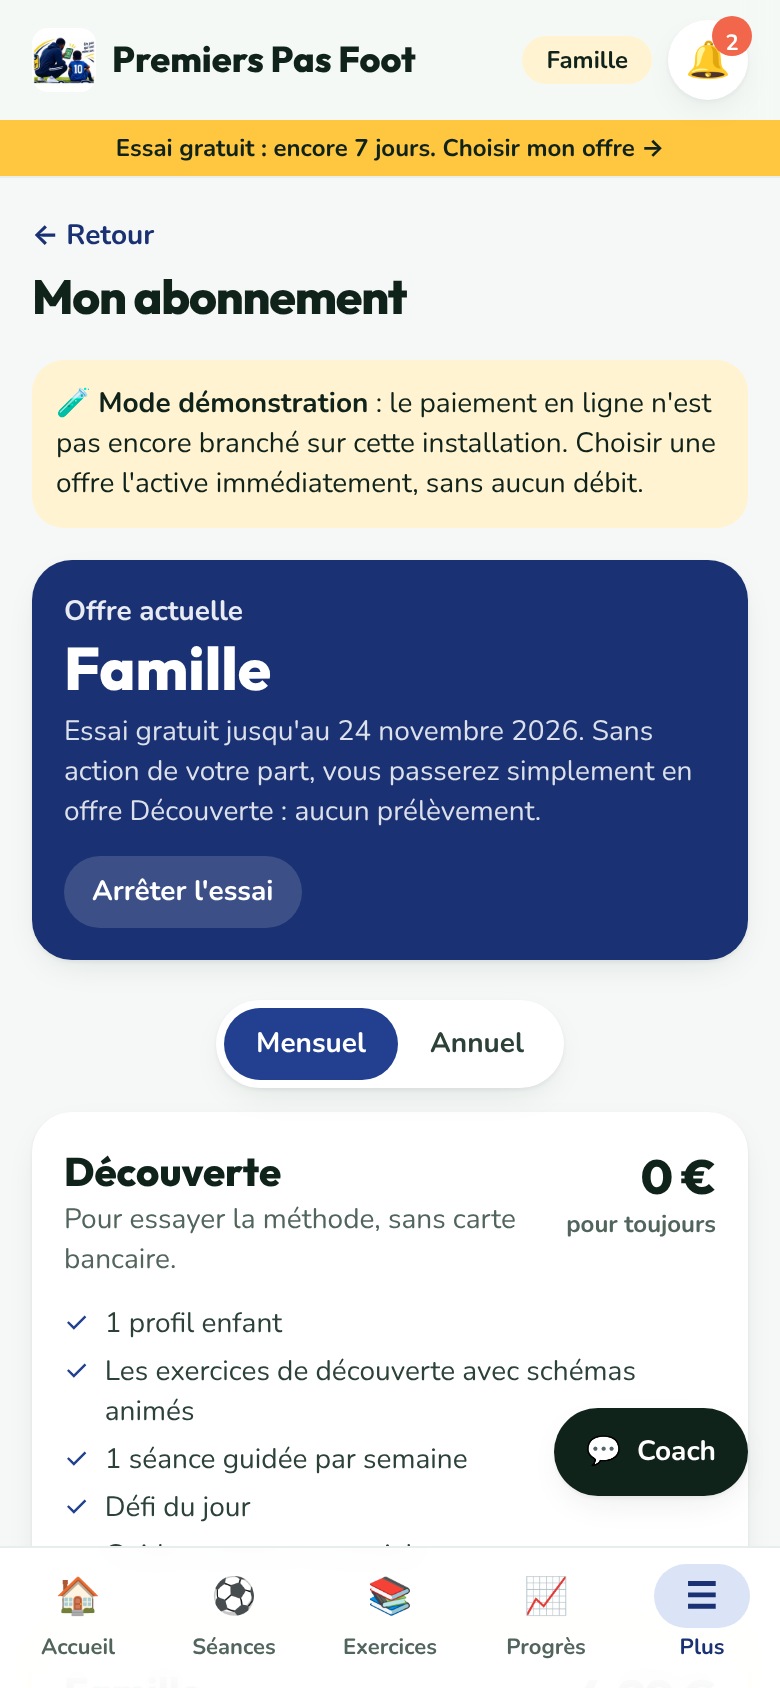 Premiers Pas Foot
Famille
2
Essai gratuit : encore 7 jours. Choisir mon offre →
← Retour
Mon abonnement
Mode démonstration : le paiement en ligne n'est
pas encore branché sur cette installation. Choisir une
offre l'active immédiatement, sans aucun débit.
Offre actuelle
Famille
Essai gratuit jusqu'au 24 novembre 2026. Sans
action de votre part, vous passerez simplement en
offre Découverte : aucun prélèvement.
Arrêter l'essai
Mensuel
Annuel
Découverte
0 €
Pour essayer la méthode, sans carte
bancaire.
pour toujours
✓ 1 profil enfant
✓ Les exercices de découverte avec schémas
animés
✓ 1 séance guidée par semaine
✓ Défi du jour
Coach
Accueil
Séances
Exercices
Progrès
Plus